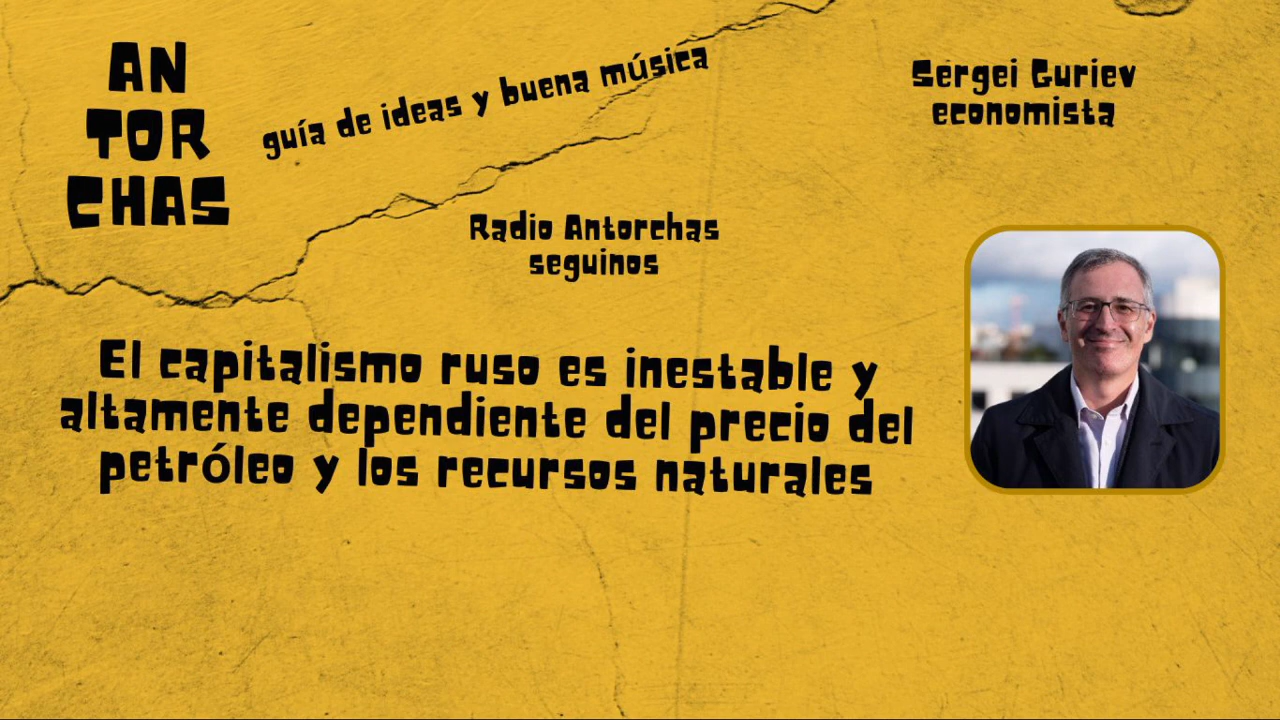 AN
TOR
CHAS
guía de ideas y buena música
Sergei Guriev
economista
Radio Antorchas
seguinos
El capitalismo ruso es inestable y
altamente dependiente del precio del
petróleo y los recursos naturales